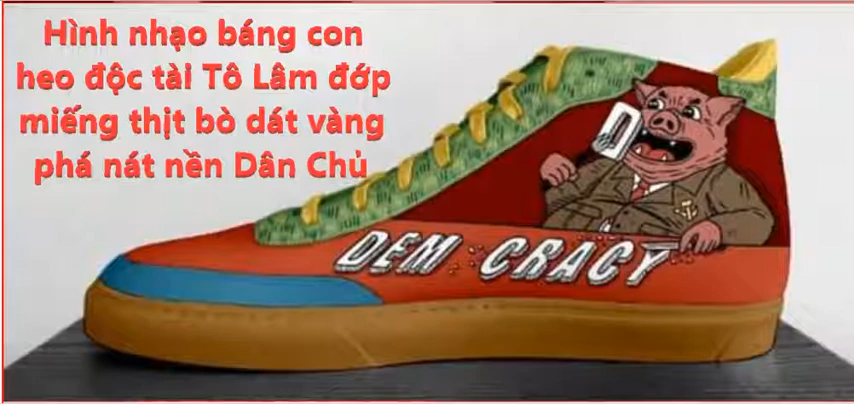 Hình nhạo báng con
heo độc tài Tô Lâm đớp
miếng thịt bò dát vàng
phá nát nền Dân Chủ
DEM CRACY